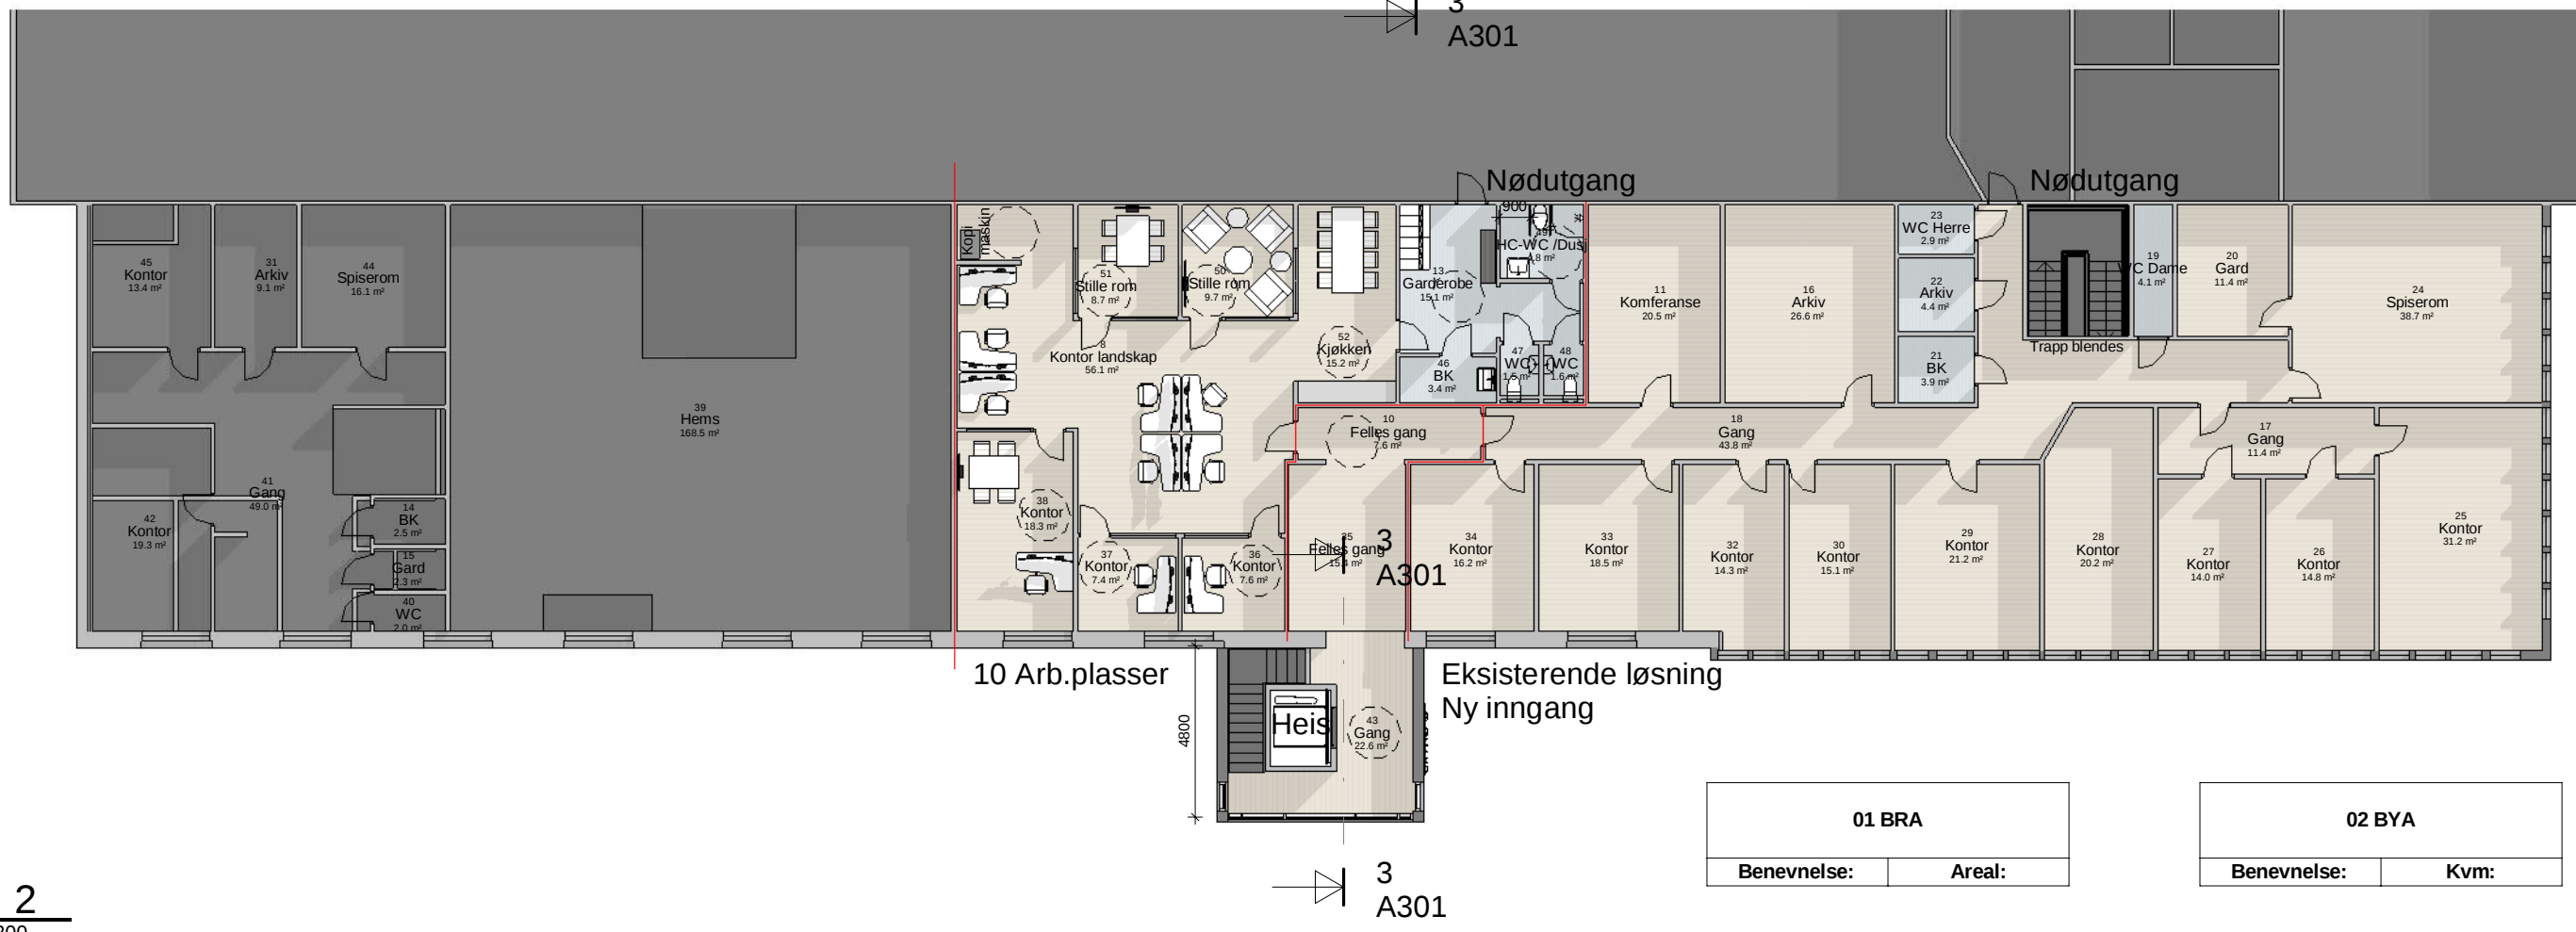 3
A301
Nødutgang
Nødutgang
900
Kopi
maskin
45
Kontor
13.4 m²
31
Arkiv
9.1 m²
44
Spiserom
16.1 m²
51
Stille rom
8.7 m²
50
Stille rom
9.7 m²
HC-WC /Dusj
13
Garderobe
15.1 m²
11
Komferanse
20.5 m²
16
Arkiv
26.6 m²
23
WC Herre
2.9 m²
22
Arkiv
4.4 m²
21
BK
3.9 m²
19
WC Dame
4.1 m²
20
Gard
11.4 m²
24
Spiserom
38.7 m²
Trapp blendes
8
Kontor landskap
56.1 m²
52
Kjøkken
15.2 m²
46
BK
3.4 m²
47
WC
1.5 m²
48
WC
1.6 m²
39
Hems
168.5 m²
10
Felles gang
7.6 m²
18
Gang
43.8 m²
17
Gang
11.4 m²
41
Gang
49.0 m²
42
Kontor
19.3 m²
14
BK
2.5 m²
15
Gard
2.3 m²
40
WC
2.0 m²
38
Kontor
18.3 m²
37
Kontor
7.4 m²
36
Kontor
7.6 m²
35
Felles gang
15.4 m²
3
A301
34
Kontor
16.2 m²
33
Kontor
18.5 m²
32
Kontor
14.3 m²
30
Kontor
15.1 m²
29
Kontor
21.2 m²
28
Kontor
20.2 m²
27
Kontor
14.0 m²
26
Kontor
14.8 m²
25
Kontor
31.2 m²
10 Arb.plasser
Eksisterende løsning
Ny inngang
4800
Heis
43
Gang
22.6 m²
01 BRA
Benevnelse:
Areal:
02 BYA
Benevnelse:
Kvm:
3
A301
2